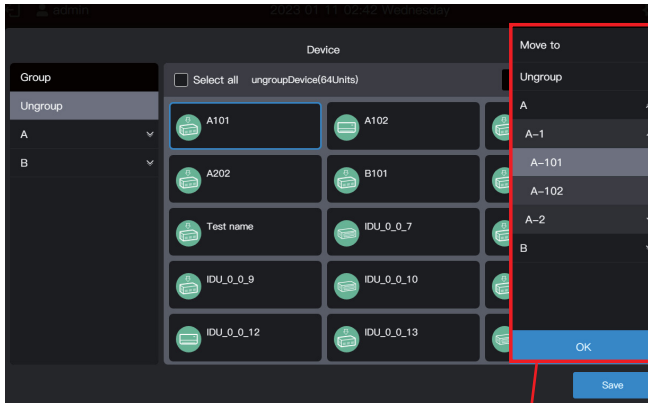 admin
2023-01-11 02:42 Wednesday
Device
Group
Ungroup
A
B
Select all ungroupDevice(64Units)
A101
A102
A202
B101
Test name
IDU_0_0_7
IDU_0_0_9
IDU_0_0_10
IDU_0_0_12
IDU_0_0_13
Move to
Ungroup
A
A-1
A-101
A-102
A-2
B
OK
Save